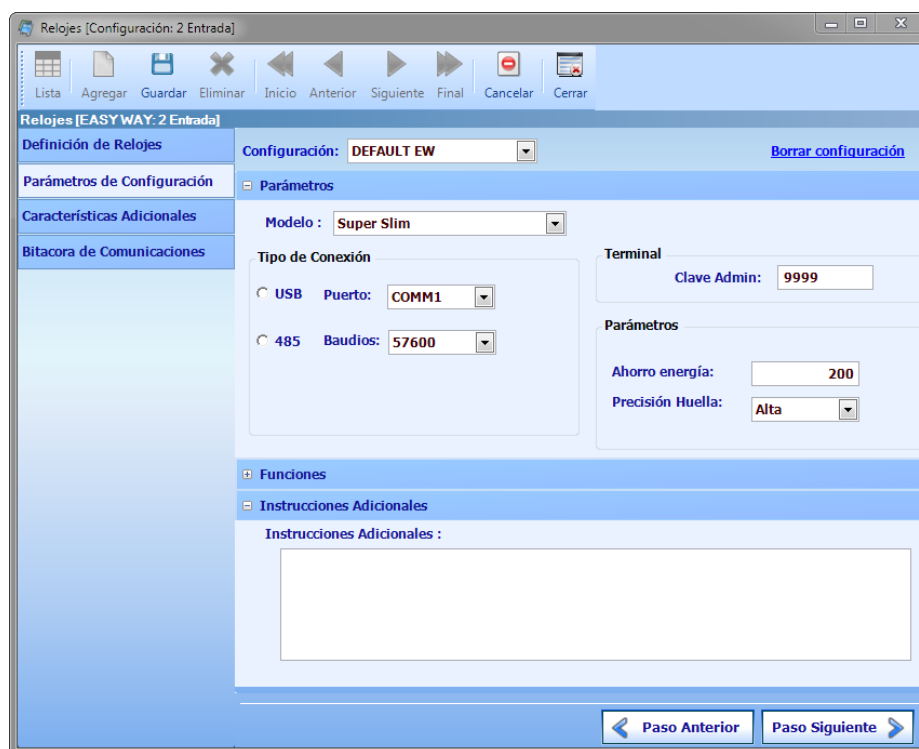 Relojes [Configuración: 2 Entrada]
Lista Agregar Guardar Eliminar Inicio Anterior Siguiente Final Cancelar Cerrar
Relojes [EASY WAY: 2 Entrada]
Definición de Relojes
Parámetros de Configuración
Características Adicionales
Bitacora de Comunicaciones
Configuración: DEFAULT EW Borrar configuración
Parámetros
Modelo : Super Slim
Tipo de Conexión
USB Puerto: COMM1
485 Baudios: 57600
Terminal
Clave Admin: 9999
Parámetros
Ahorro energía: 200
Precisión Huella: Alta
Funciones
Instrucciones Adicionales
Instrucciones Adicionales :
Paso Anterior Paso Siguiente